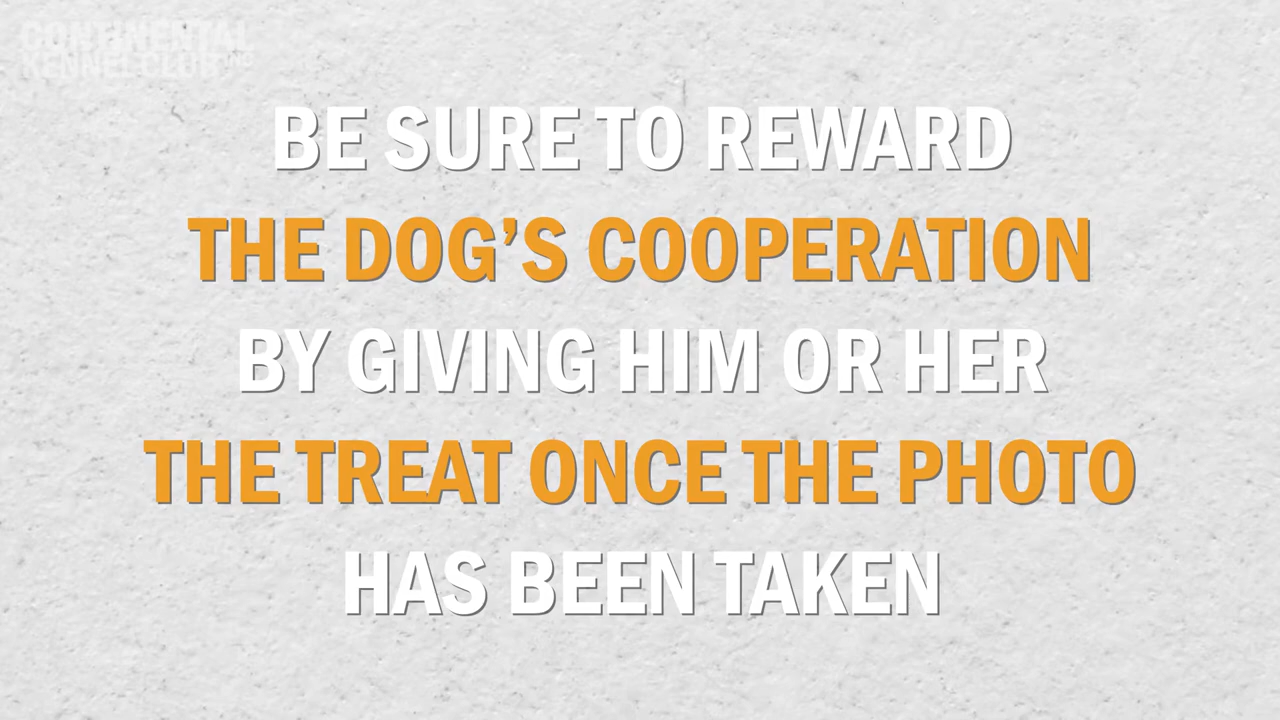 CONTINENTAL
KENNEL CLUB INC
BE SURE TO REWARD
THE DOG’S COOPERATION
BY GIVING HIM OR HER
THE TREAT ONCE THE PHOTO
HAS BEEN TAKEN